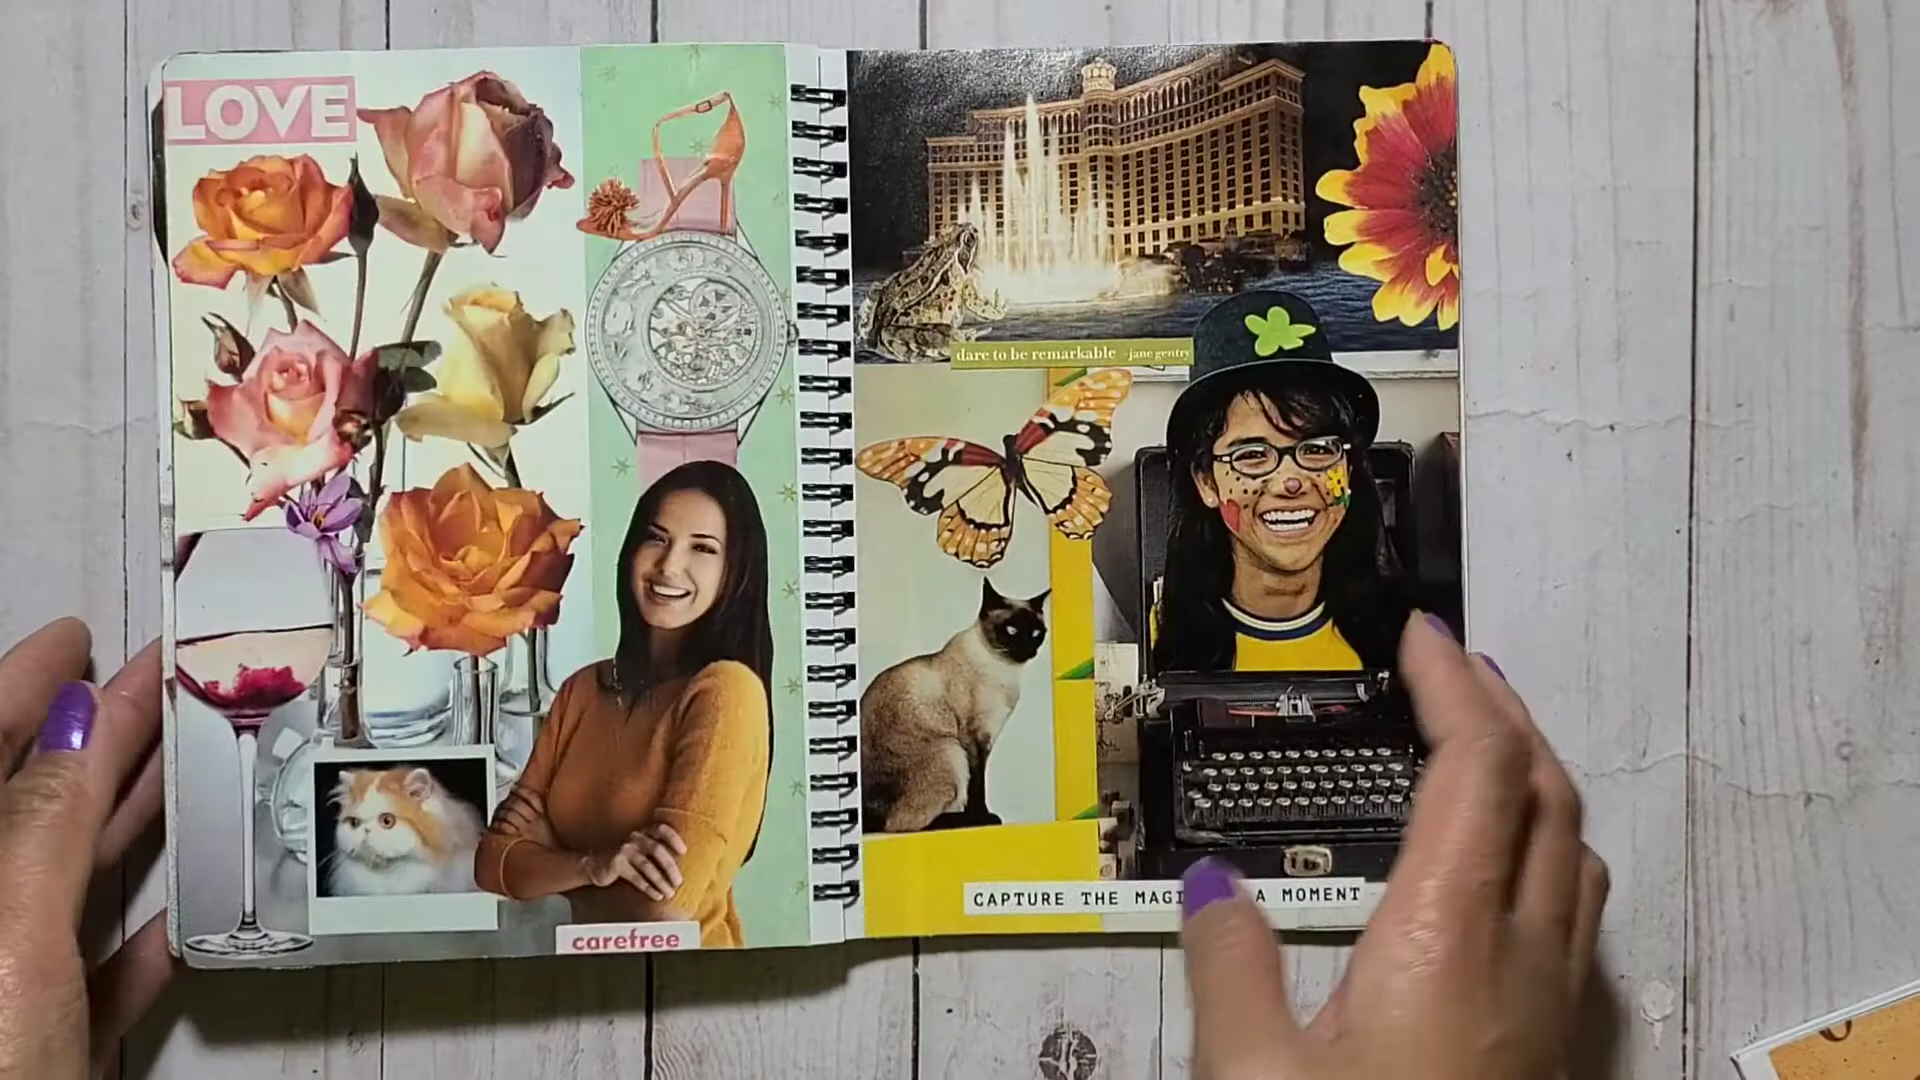 LOVE
carefree
dare to be remarkable -jane gentry
CAPTURE THE MAGI A MOMENT